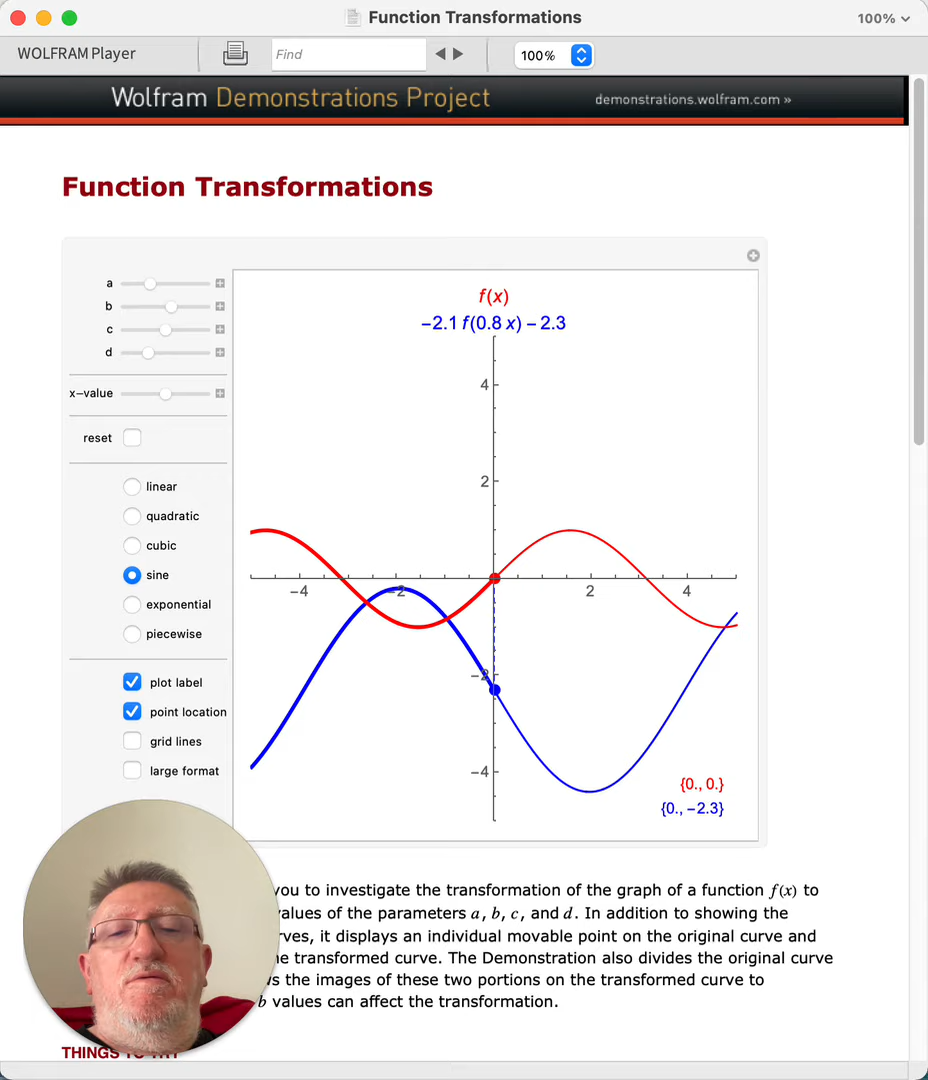 Function Transformations
100%
WOLFRAM Player
Find
100%
Wolfram Demonstrations Project
demonstrations.wolfram.com »
Function Transformations
a
b
c
d
x−value
reset
linear
quadratic
cubic
sine
exponential
piecewise
plot label
point location
grid lines
large format
f(x)
−2.1 f(0.8 x) − 2.3
4
2
−4
−2
2
4
−2
−4
{0., 0.}
{0., −2.3}
you to investigate the transformation of the graph of a function f(x) to
values of the parameters a, b, c, and d. In addition to showing the
it displays an individual movable point on the original curve and
transformed curve. The Demonstration also divides the original curve
the images of these two portions on the transformed curve to
b values can affect the transformation.
THINGS TO TRY